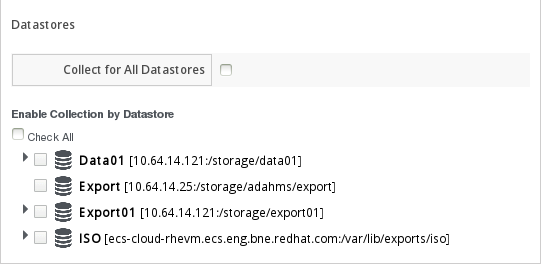 Datastores
Collect for All Datastores
Enable Collection by Datastore
Check All
Data01 [10.64.14.121:/storage/data01]
Export [10.64.14.25:/storage/adahms/export]
Export01 [10.64.14.121:/storage/export01]
ISO [ecs-cloud-rhevm.ecs.eng.bne.redhat.com:/var/lib/exports/iso]